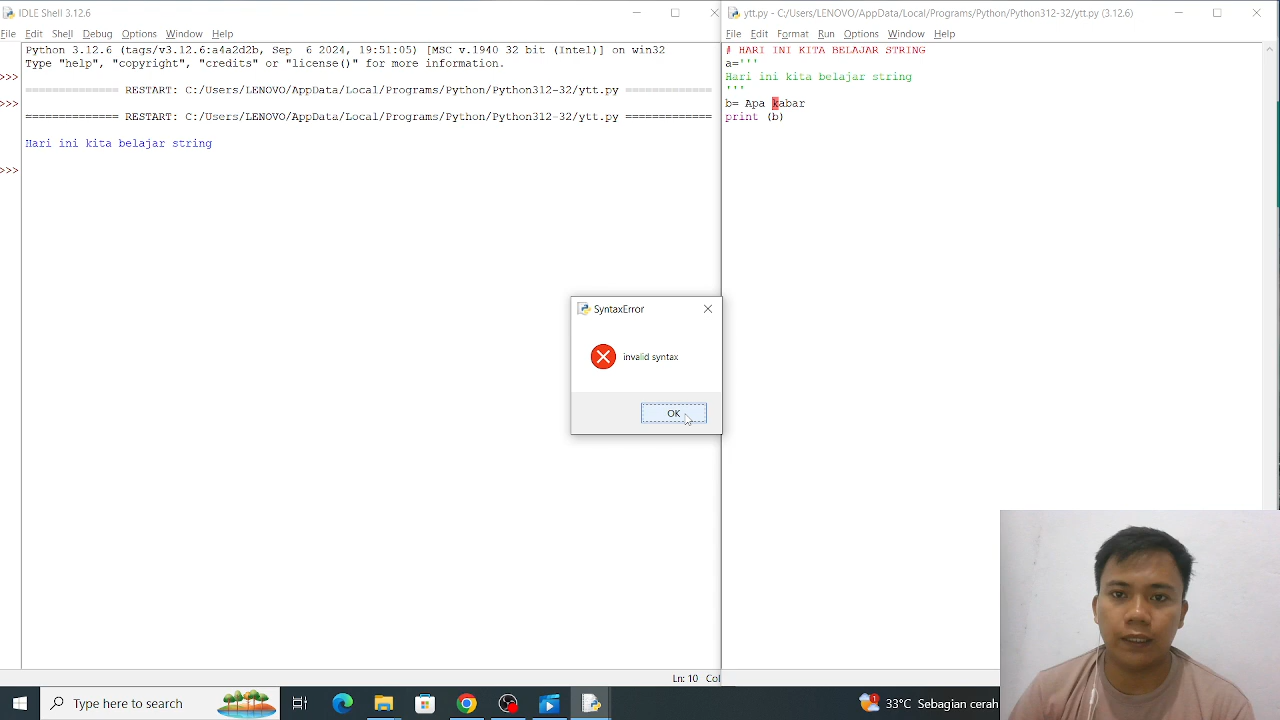 IDLE Shell 3.12.6
File Edit Shell Debug Options Window Help
Python 3.12.6 (tags/v3.12.6:a4a2d2b, Sep  6 2024, 19:51:05) [MSC v.1940 32 bit (Intel)] on win32
Type "help", "copyright", "credits" or "license()" for more information.
>>>
============== RESTART: C:/Users/LENOVO/AppData/Local/Programs/Python/Python312-32/ytt.py =============
>>>
============== RESTART: C:/Users/LENOVO/AppData/Local/Programs/Python/Python312-32/ytt.py =============
Hari ini kita belajar string
>>>
Ln: 10 Col
ytt.py - C:/Users/LENOVO/AppData/Local/Programs/Python/Python312-32/ytt.py (3.12.6)
File Edit Format Run Options Window Help
# HARI INI KITA BELAJAR STRING
a='''
Hari ini kita belajar string
'''
b= Apa kabar
print (b)
SyntaxError
invalid syntax
OK
Type here to search
1
33°C Sebagian cerah